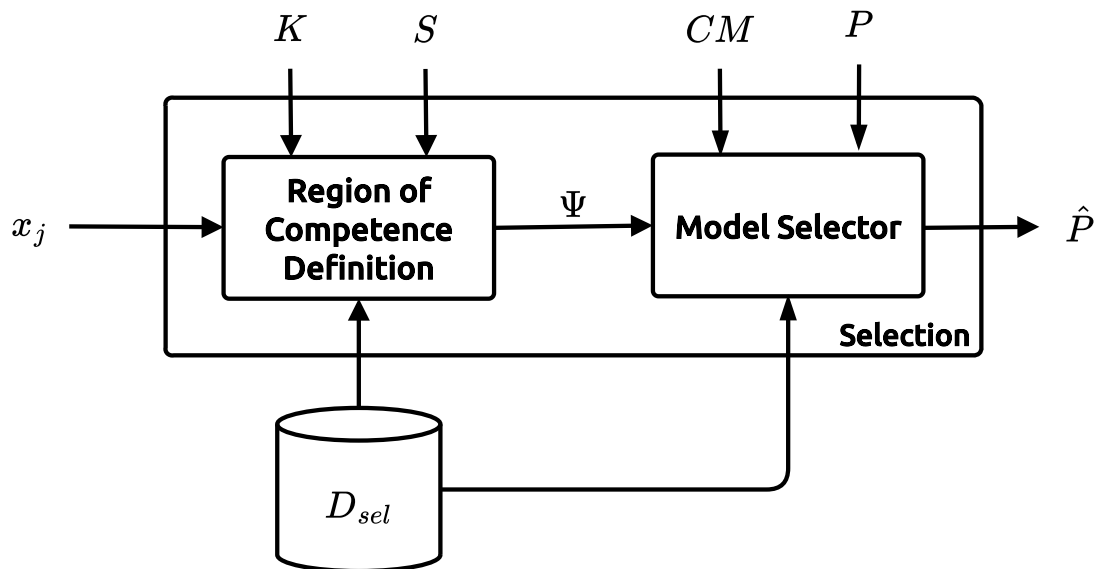 K S CM P
x_j
Region of
Competence
Definition
Ψ
Model Selector
P̂
Selection
D_sel